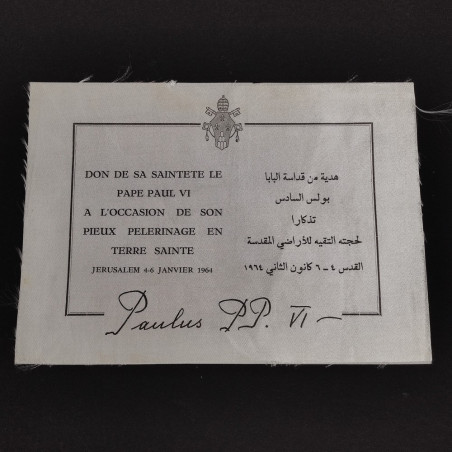 DON DE SA SAINTETE LE
PAPE PAUL VI
A L'OCCASION DE SON
PIEUX PELERINAGE EN
TERRE SAINTE
JERUSALEM 4-6 JANVIER 1964
هدية من قداسة البابا
بولس السادس
تذكارا
لحجته التقيه للأراضي المقدسة
القدس ٤ – ٦ كانون الثاني ١٩٦٤
Paulus PP. VI